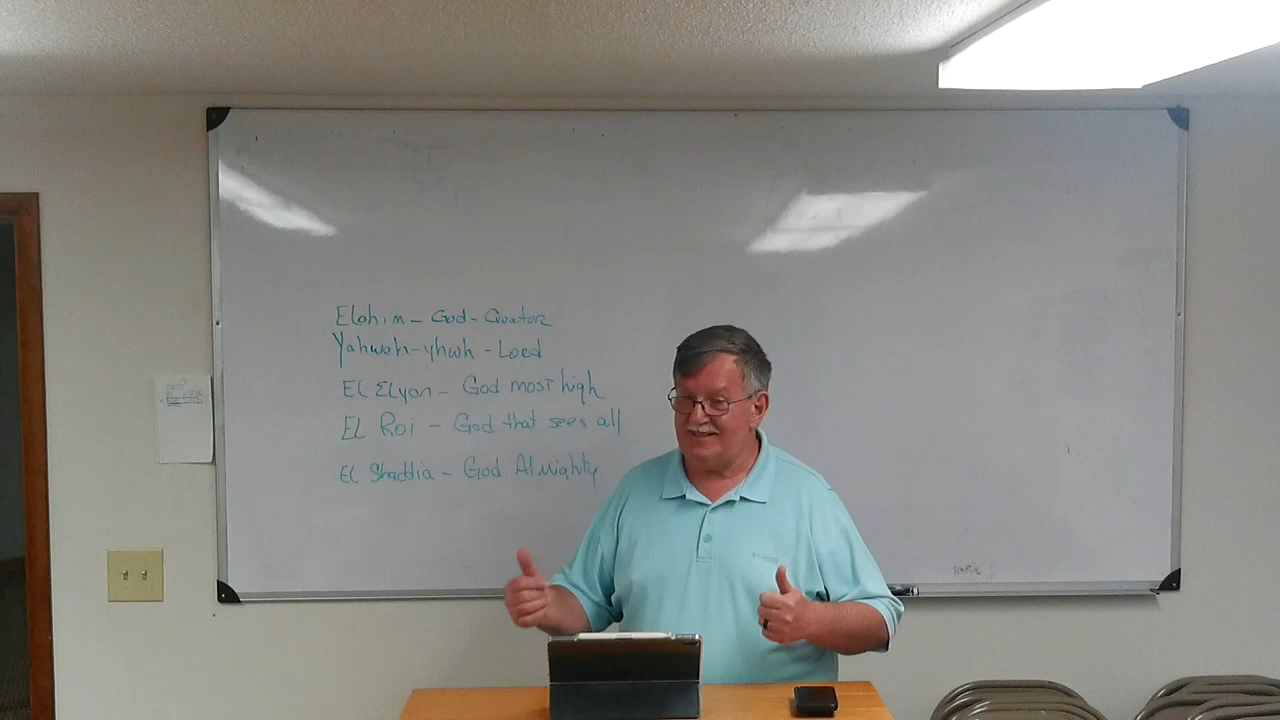 Elohim - God - Creator
Yahweh - yhwh - Lord
EL ELyon - God most high
EL Roi - God that sees all
EL Shaddia - God Almighty
Columbia